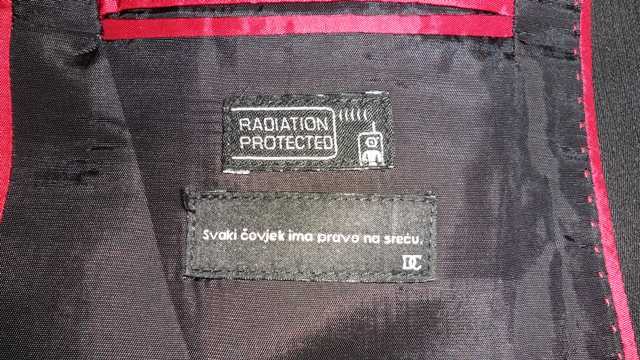 RADIATION
PROTECTED
Svaki čovjek ima pravo na sreću.
DC